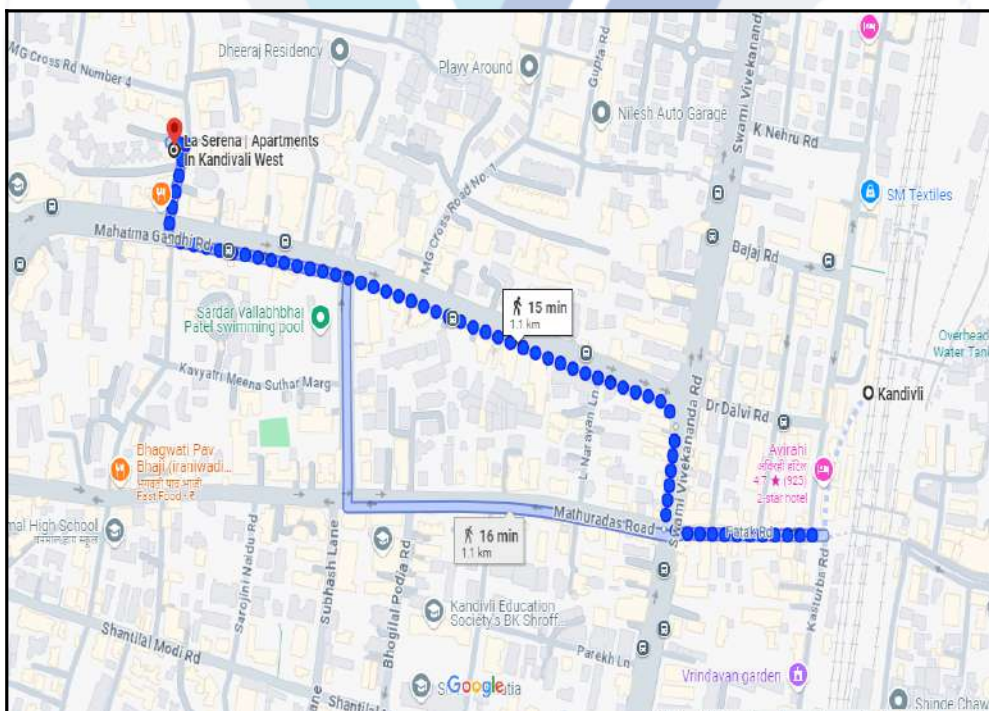 MG Cross Rd Number 4
Dheeraj Residency
Playy Around
Gupta Rd
Nilesh Auto Garage
Swami Vivekanand
K Nehru Rd
La Serena | Apartments
In Kandivali West
SM Textiles
Mahatma Gandhi Rd
MG Cross Road No. 1
Bajaj Rd
15 min
1.1 km
Sardar Vallabhbhai
Patel swimming pool
Overhead
Water Tank
Kavyatri Meena Suthar Marg
Kandivli
Dr Dalvi Rd
L. Narayan Ln
Swami Vivekananda Rd
Bhagwati Pav
Bhaji (iraniwadi...
भगवती पाव भाजी
Fast Food • ₹
Avirahi
4.7 ★ (925)
2-star hotel
Mathuradas Road
Swami Vivekananda Rd
Fatak Rd
mal High School
16 min
1.1 km
Sarojini Naidu Rd
Subhash Lane
Bhogilal Podia Rd
Kasturba Rd
Kandivli Education
Society's BK Shroff...
Shantilal Modi Rd
Parekh Ln
Vrindavan garden
Shantilal
Google
Shinde Chaw